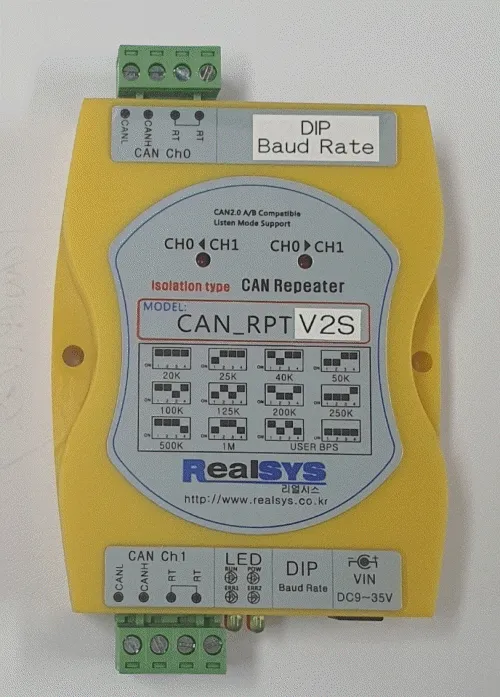 CANL CANH RT RT
CAN Ch0
DIP
Baud Rate
CAN2.0 A/B Compatible
Listen Mode Support
CH0 ◀ CH1 CH0 ▶ CH1
Isolation type CAN Repeater
MODEL:
CAN_RPT V2S
20K 25K 40K 50K
100K 125K 200K 250K
500K 1M USER BPS
RealSYS
리얼시스
http://www.realsys.co.kr
CAN Ch1
CANL CANH RT RT
LED
RUN POW
ERR1 ERR2
DIP
Baud Rate
VIN
DC9~35V